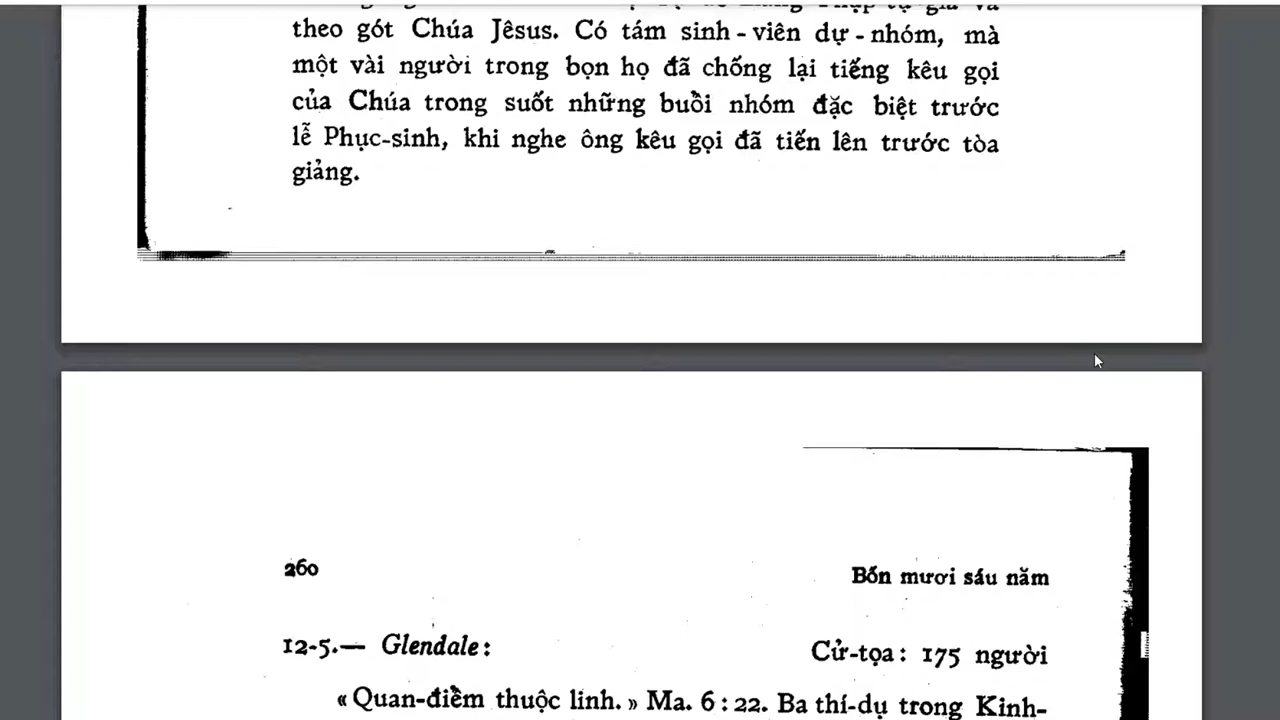 theo gót Chúa Jêsus. Có tám sinh - viên dự - nhóm, mà
một vài người trong bọn họ đã chống lại tiếng kêu gọi
của Chúa trong suốt những buổi nhóm đặc biệt trước
lễ Phục-sinh, khi nghe ông kêu gọi đã tiến lên trước tòa
giảng.
260
Bốn mươi sáu năm
12-5.— Glendale :
Cử-tọa : 175 người
« Quan-điểm thuộc linh. » Ma. 6 : 22. Ba thí-dụ trong Kinh-